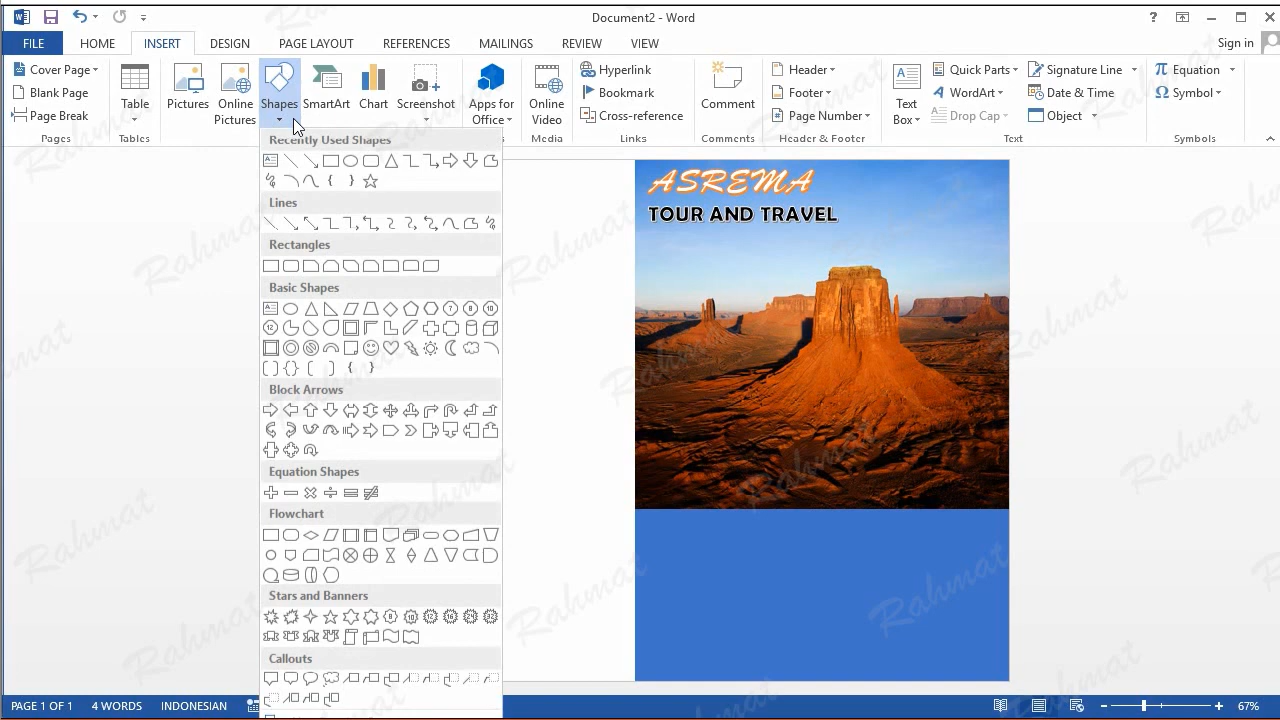 Document2 - Word
?
FILE HOME INSERT DESIGN PAGE LAYOUT REFERENCES MAILINGS REVIEW VIEW Sign in
Cover Page
Blank Page
Page Break
Pages
Table
Tables
Pictures
Online Pictures
Shapes
SmartArt
Chart
Screenshot
Apps for Office
Online Video
Media
Hyperlink
Bookmark
Cross-reference
Links
Comment
Comments
Header
Footer
Page Number
Header & Footer
Text Box
Quick Parts
WordArt
Drop Cap
Signature Line
Date & Time
Object
Text
Equation
Symbol
Symbols
Recently Used Shapes
Lines
Rectangles
Basic Shapes
Block Arrows
Equation Shapes
Flowchart
Stars and Banners
Callouts
ASREMA
TOUR AND TRAVEL
PAGE 1 OF 1 4 WORDS INDONESIAN 67%
Rahmat